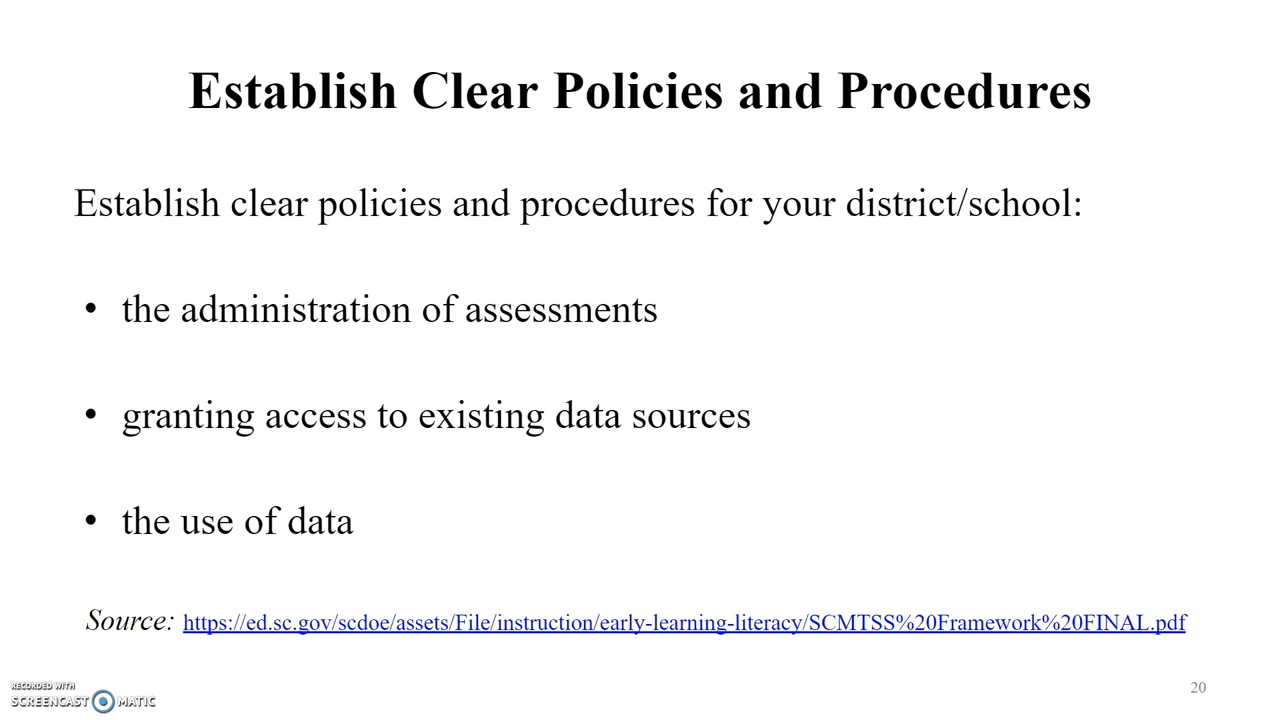 Establish Clear Policies and Procedures
Establish clear policies and procedures for your district/school:
• the administration of assessments
• granting access to existing data sources
• the use of data
Source: https://ed.sc.gov/scdoe/assets/File/instruction/early-learning-literacy/SCMTSS%20Framework%20FINAL.pdf
RECORDED WITH
SCREENCAST MATIC
20